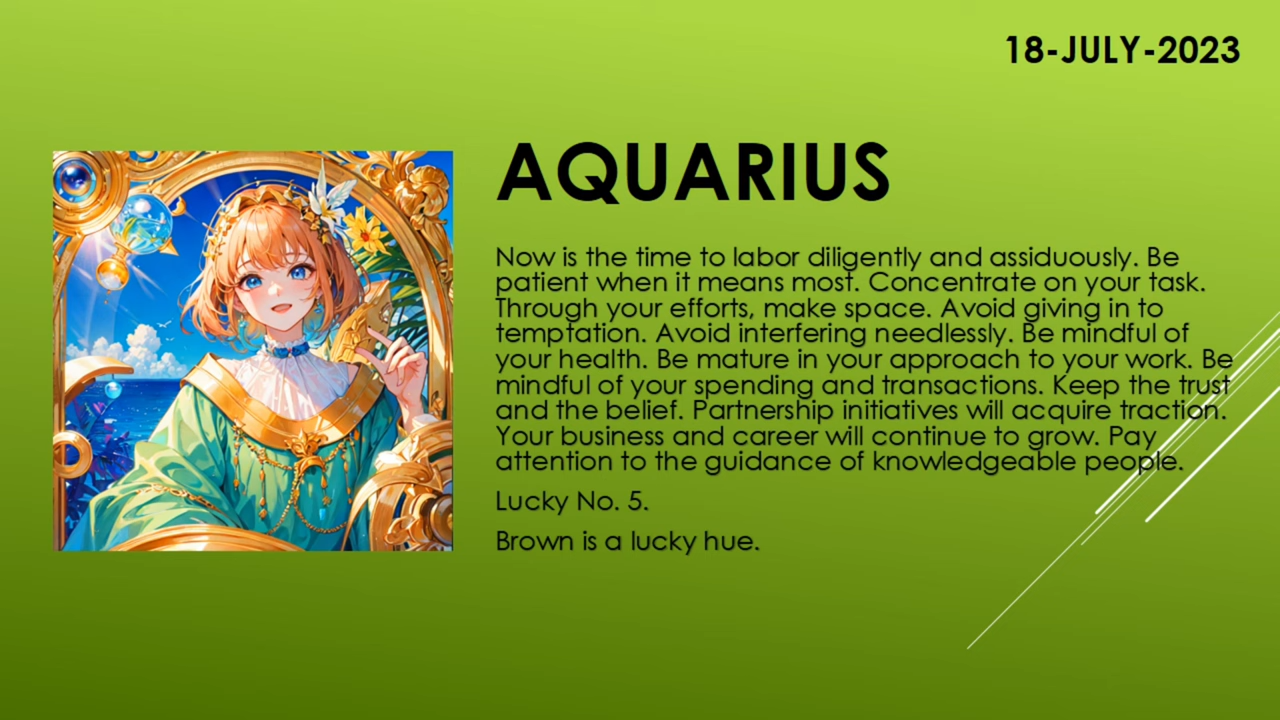 18-JULY-2023
AQUARIUS
Now is the time to labor diligently and assiduously. Be
patient when it means most. Concentrate on your task.
Through your efforts, make space. Avoid giving in to
temptation. Avoid interfering needlessly. Be mindful of
your health. Be mature in your approach to your work. Be
mindful of your spending and transactions. Keep the trust
and the belief. Partnership initiatives will acquire traction.
Your business and career will continue to grow. Pay
attention to the guidance of knowledgeable people.
Lucky No. 5.
Brown is a lucky hue.